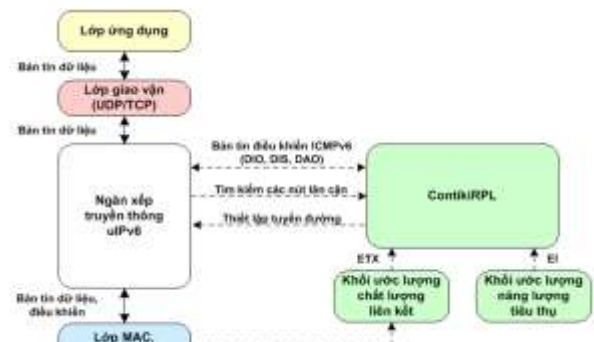 Lớp ứng dụng
Bản tin dữ liệu
Lớp giao vận
(UDP/TCP)
Bản tin dữ liệu
Bản tin điều khiển ICMPv6
(DIO, DIS, DAO)
Tìm kiếm các nút lân cận
Thiết lập tuyến đường
Ngăn xếp
truyền thông
uIPv6
ContikiRPL
ETX
EI
Khối ước lượng
chất lượng
liên kết
Khối ước lượng
năng lượng
tiêu thụ
Bản tin dữ liệu,
điều khiển
Lớp MAC,